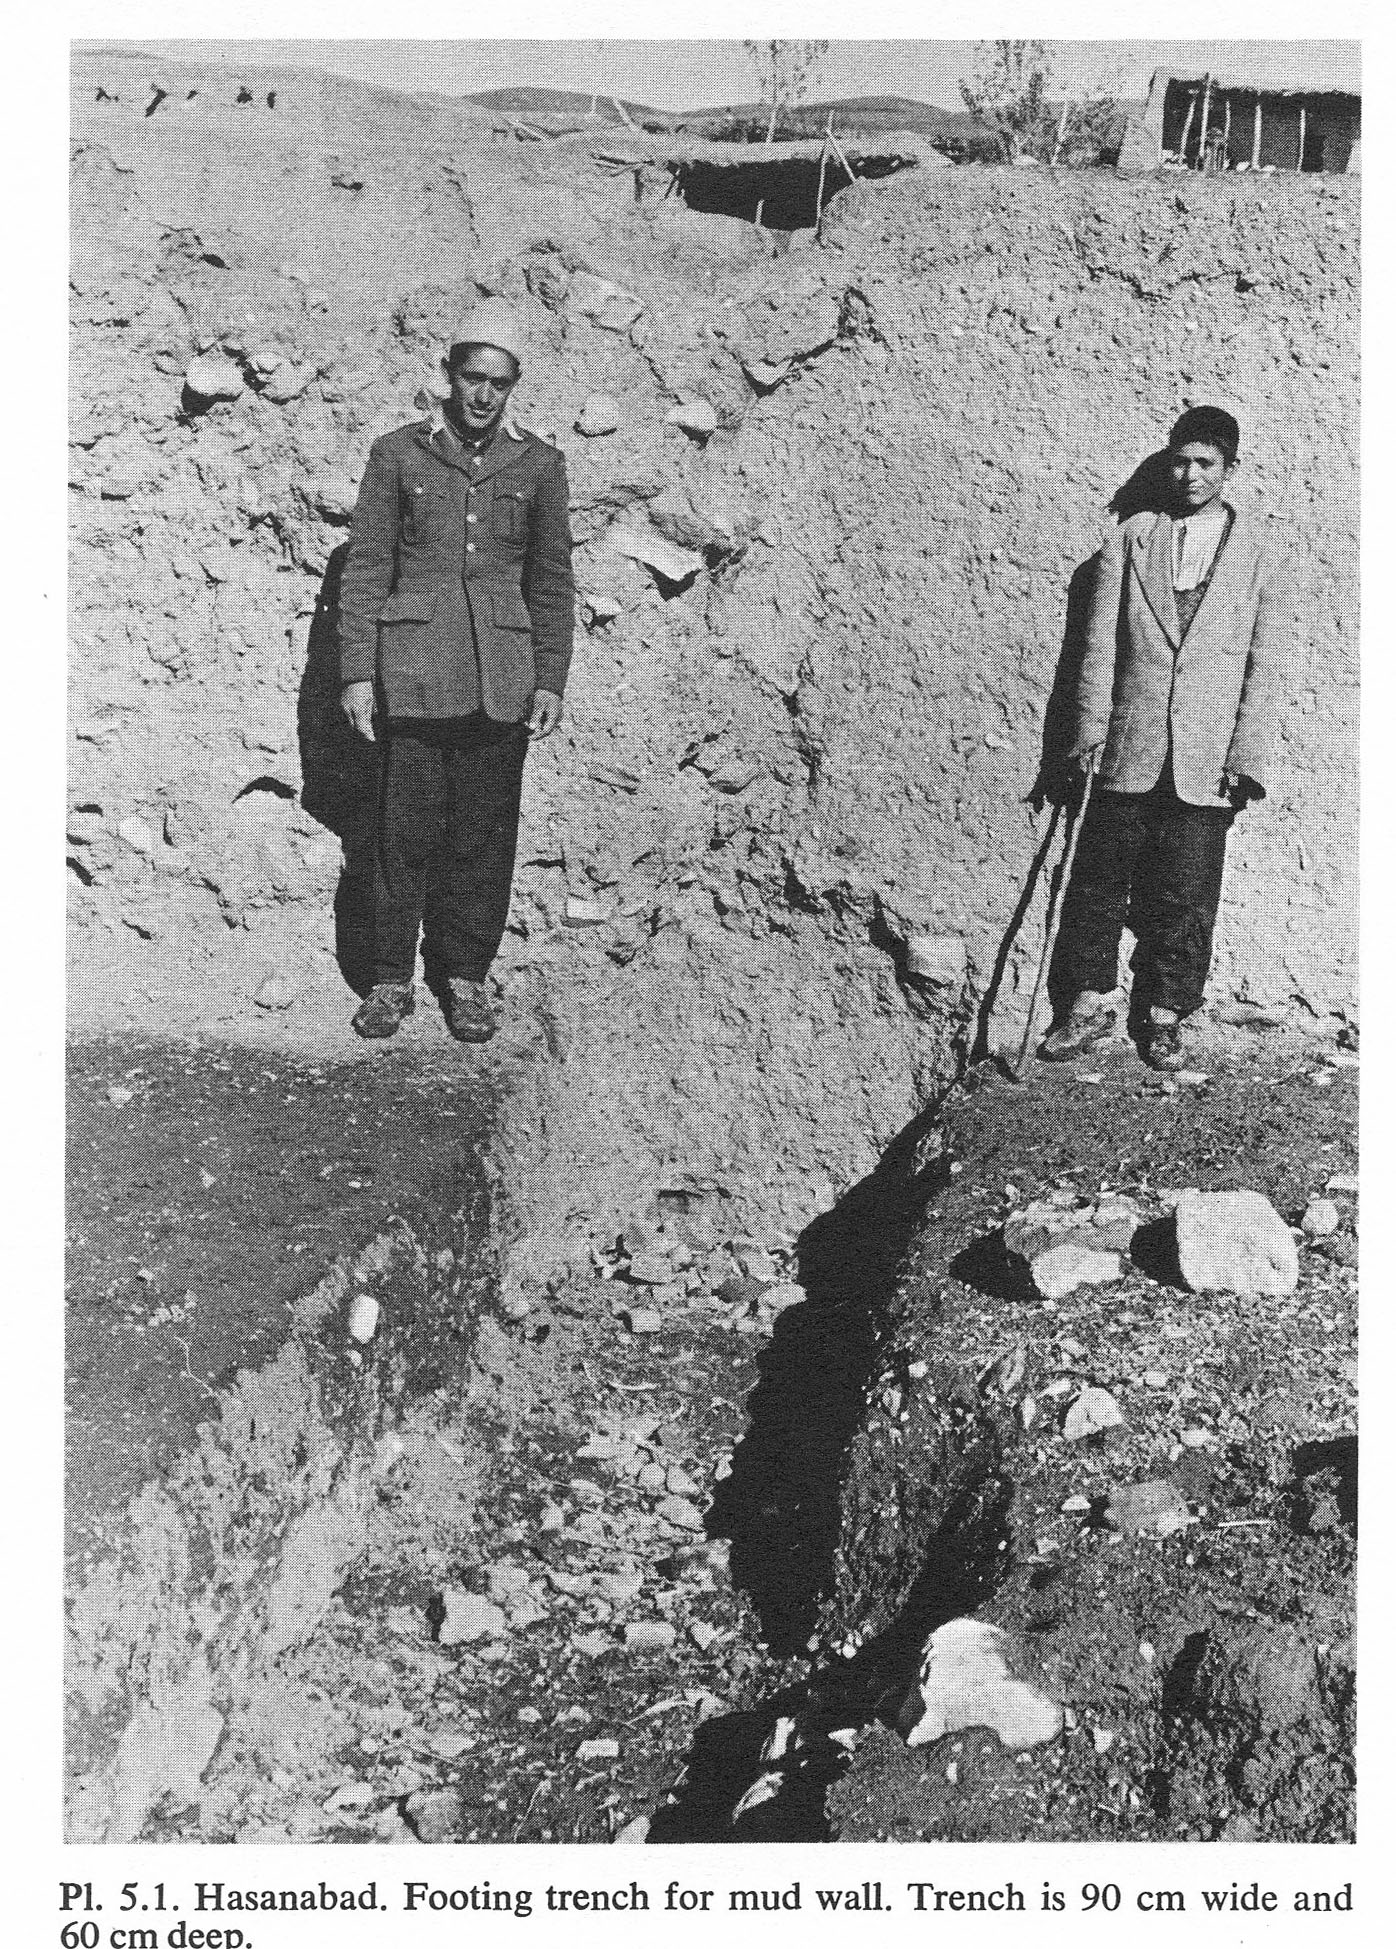 Pl. 5.1. Hasanabad. Footing trench for mud wall. Trench is 90 cm wide and
60 cm deep.